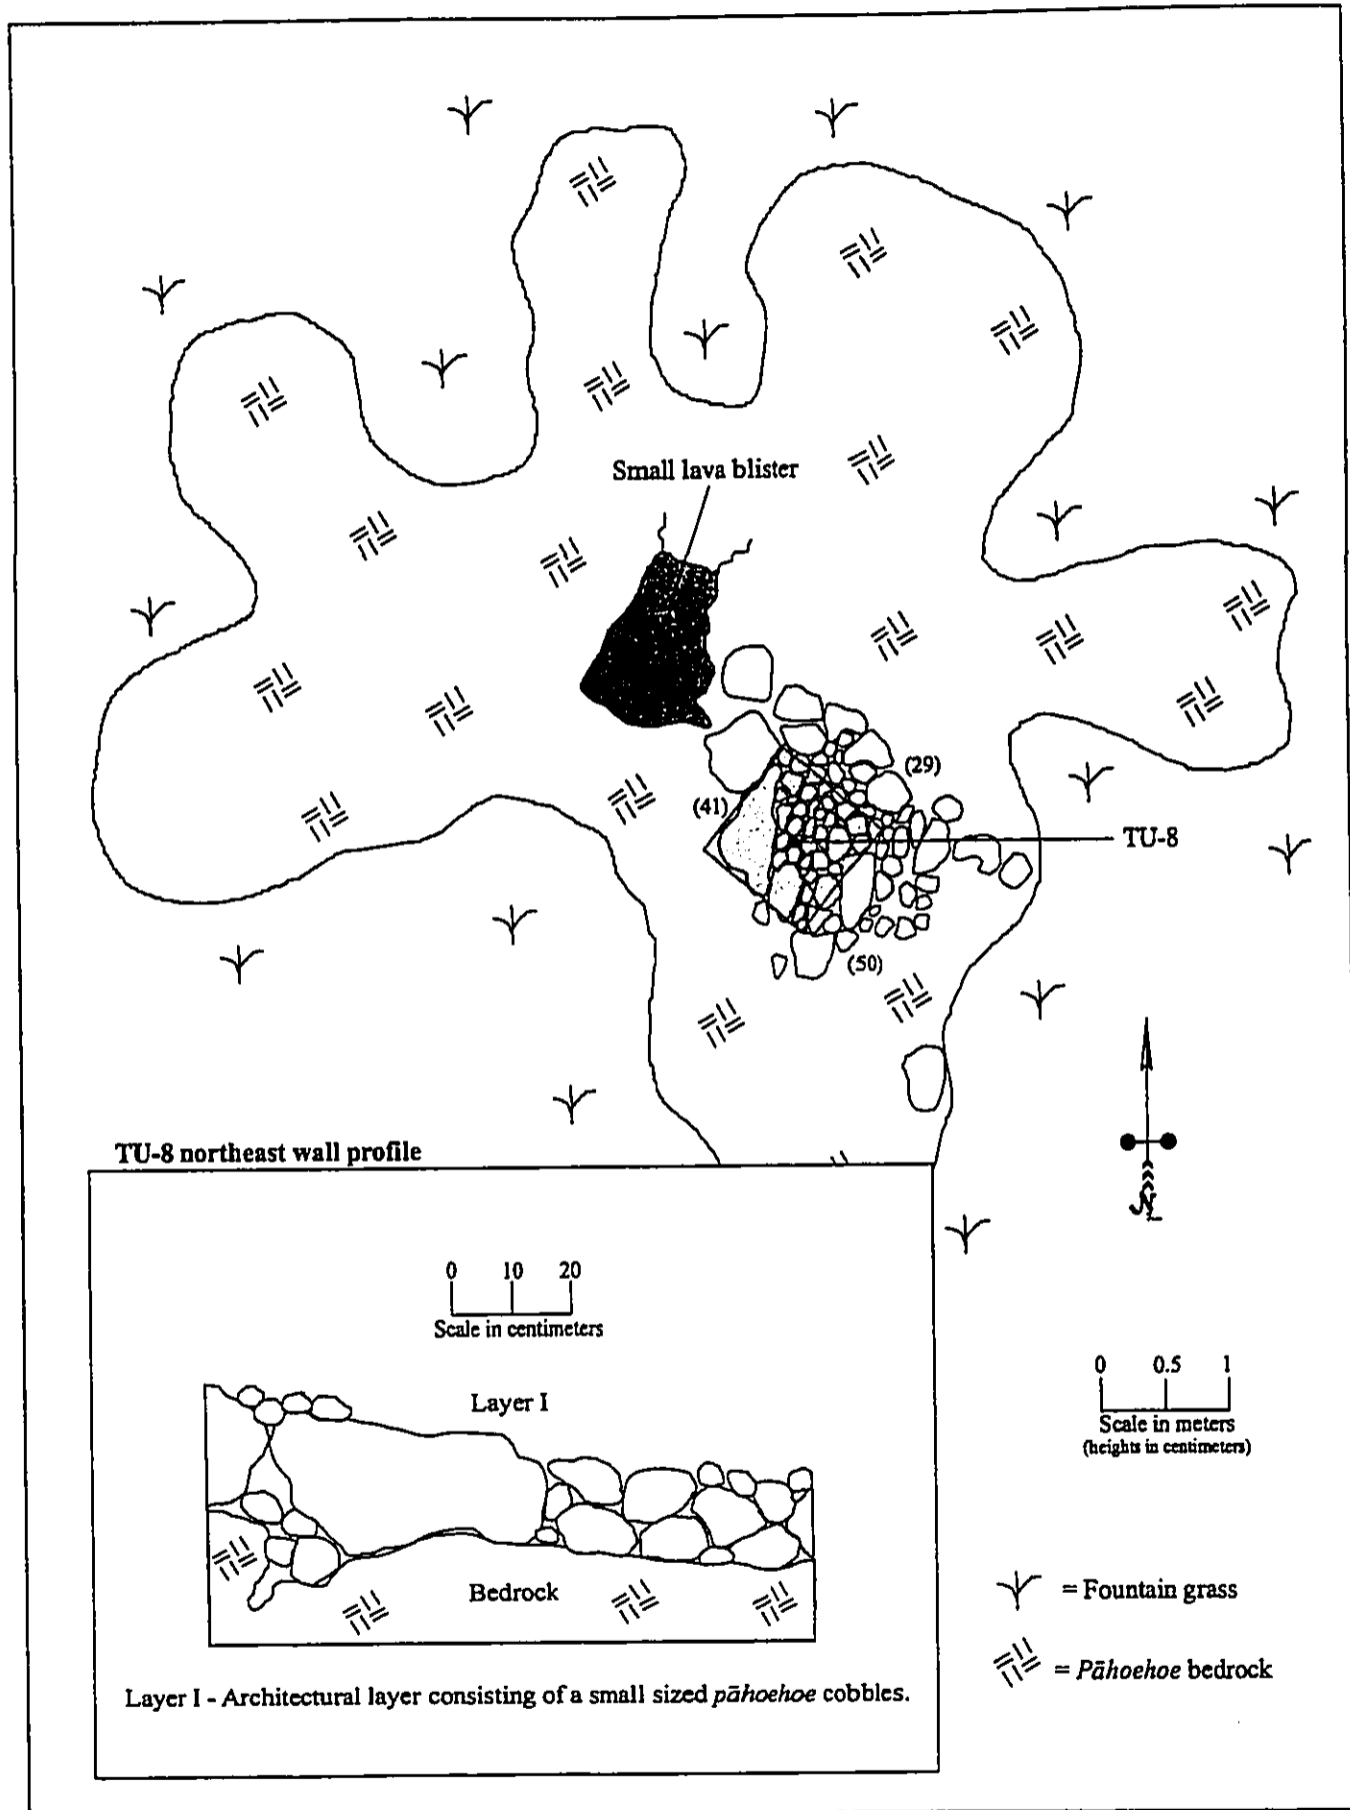 Small lava blister
(29)
(41)
TU-8
(50)
TU-8 northeast wall profile
N
0 10 20
Scale in centimeters
Layer I
Bedrock
Layer I - Architectural layer consisting of a small sized pāhoehoe cobbles.
0 0.5 1
Scale in meters
(heights in centimeters)
= Fountain grass
= Pāhoehoe bedrock